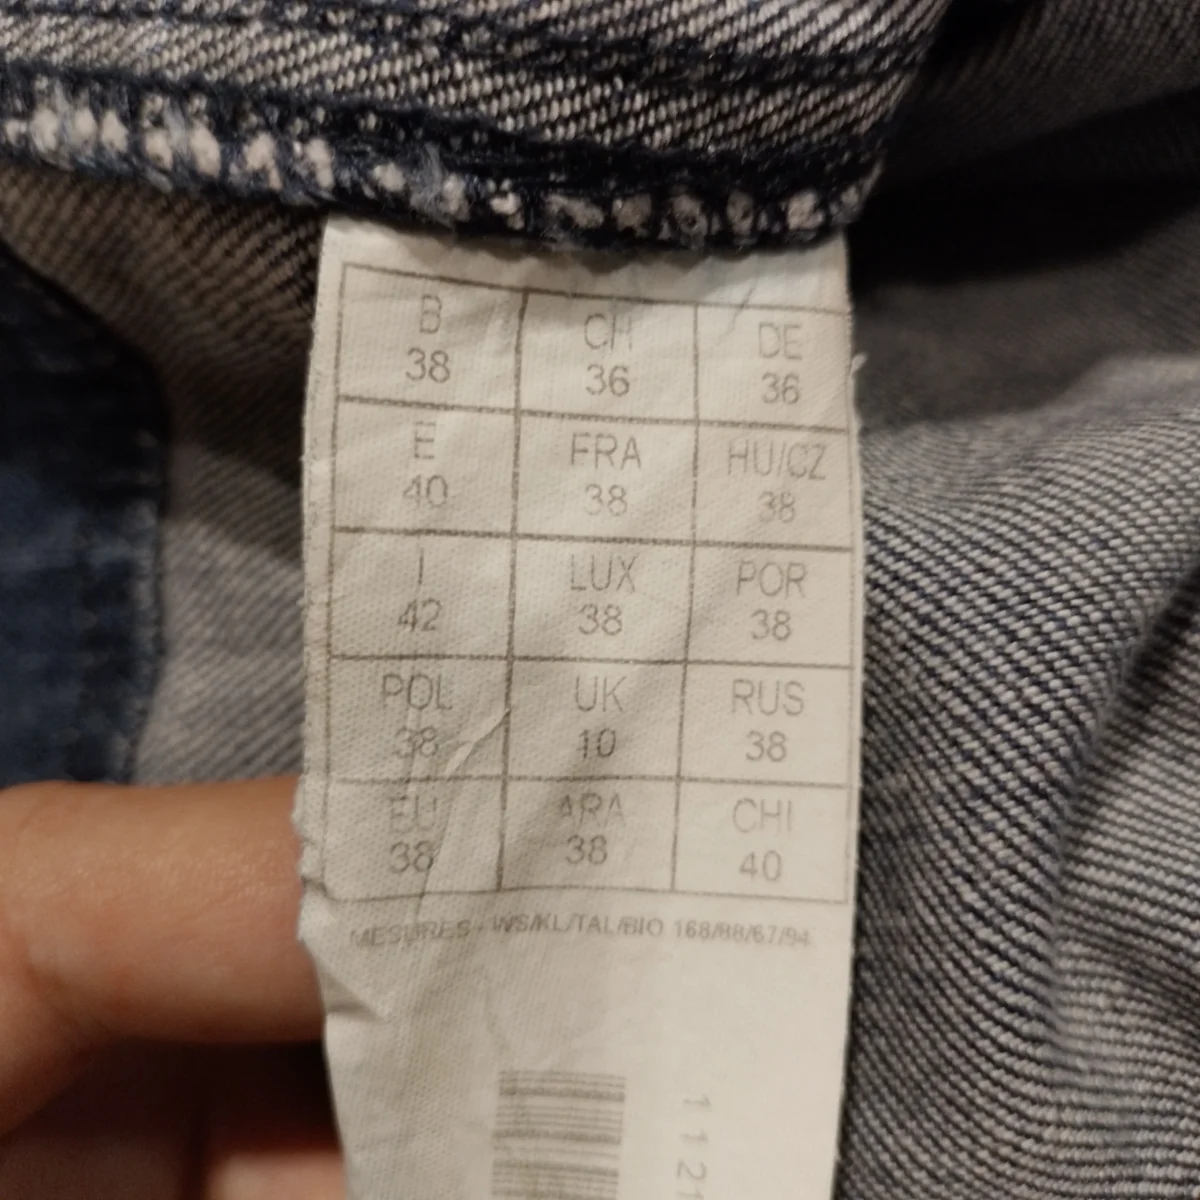 B CH DE
38 36 36
E FRA HU/CZ
40 38 38
I LUX POR
42 38 38
POL UK RUS
38 10 38
EU ARA CHI
38 38 40
MESURES - WS/KL/TAL/BIO 168/88/67/94
1121